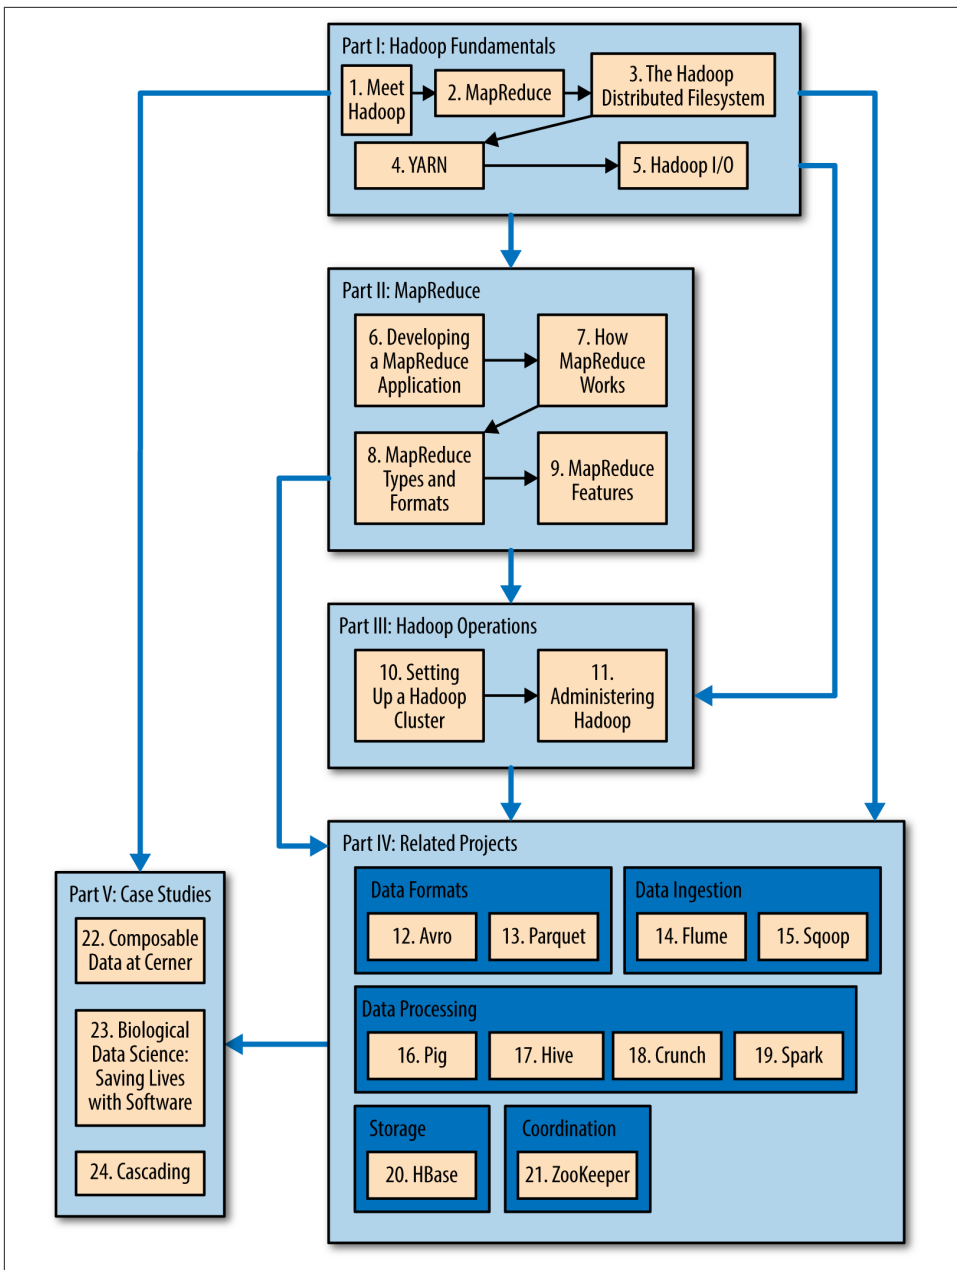 Part I: Hadoop Fundamentals
1. Meet
Hadoop
2. MapReduce
3. The Hadoop
Distributed Filesystem
4. YARN
5. Hadoop I/O
Part II: MapReduce
6. Developing
a MapReduce
Application
7. How
MapReduce
Works
8. MapReduce
Types and
Formats
9. MapReduce
Features
Part III: Hadoop Operations
10. Setting
Up a Hadoop
Cluster
11.
Administering
Hadoop
Part IV: Related Projects
Data Formats
12. Avro
13. Parquet
Data Ingestion
14. Flume
15. Sqoop
Data Processing
16. Pig
17. Hive
18. Crunch
19. Spark
Storage
20. HBase
Coordination
21. ZooKeeper
Part V: Case Studies
22. Composable
Data at Cerner
23. Biological
Data Science:
Saving Lives
with Software
24. Cascading